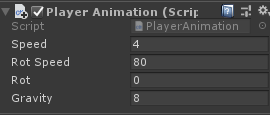 Player Animation (Scrip
Script PlayerAnimation
Speed 4
Rot Speed 80
Rot 0
Gravity 8